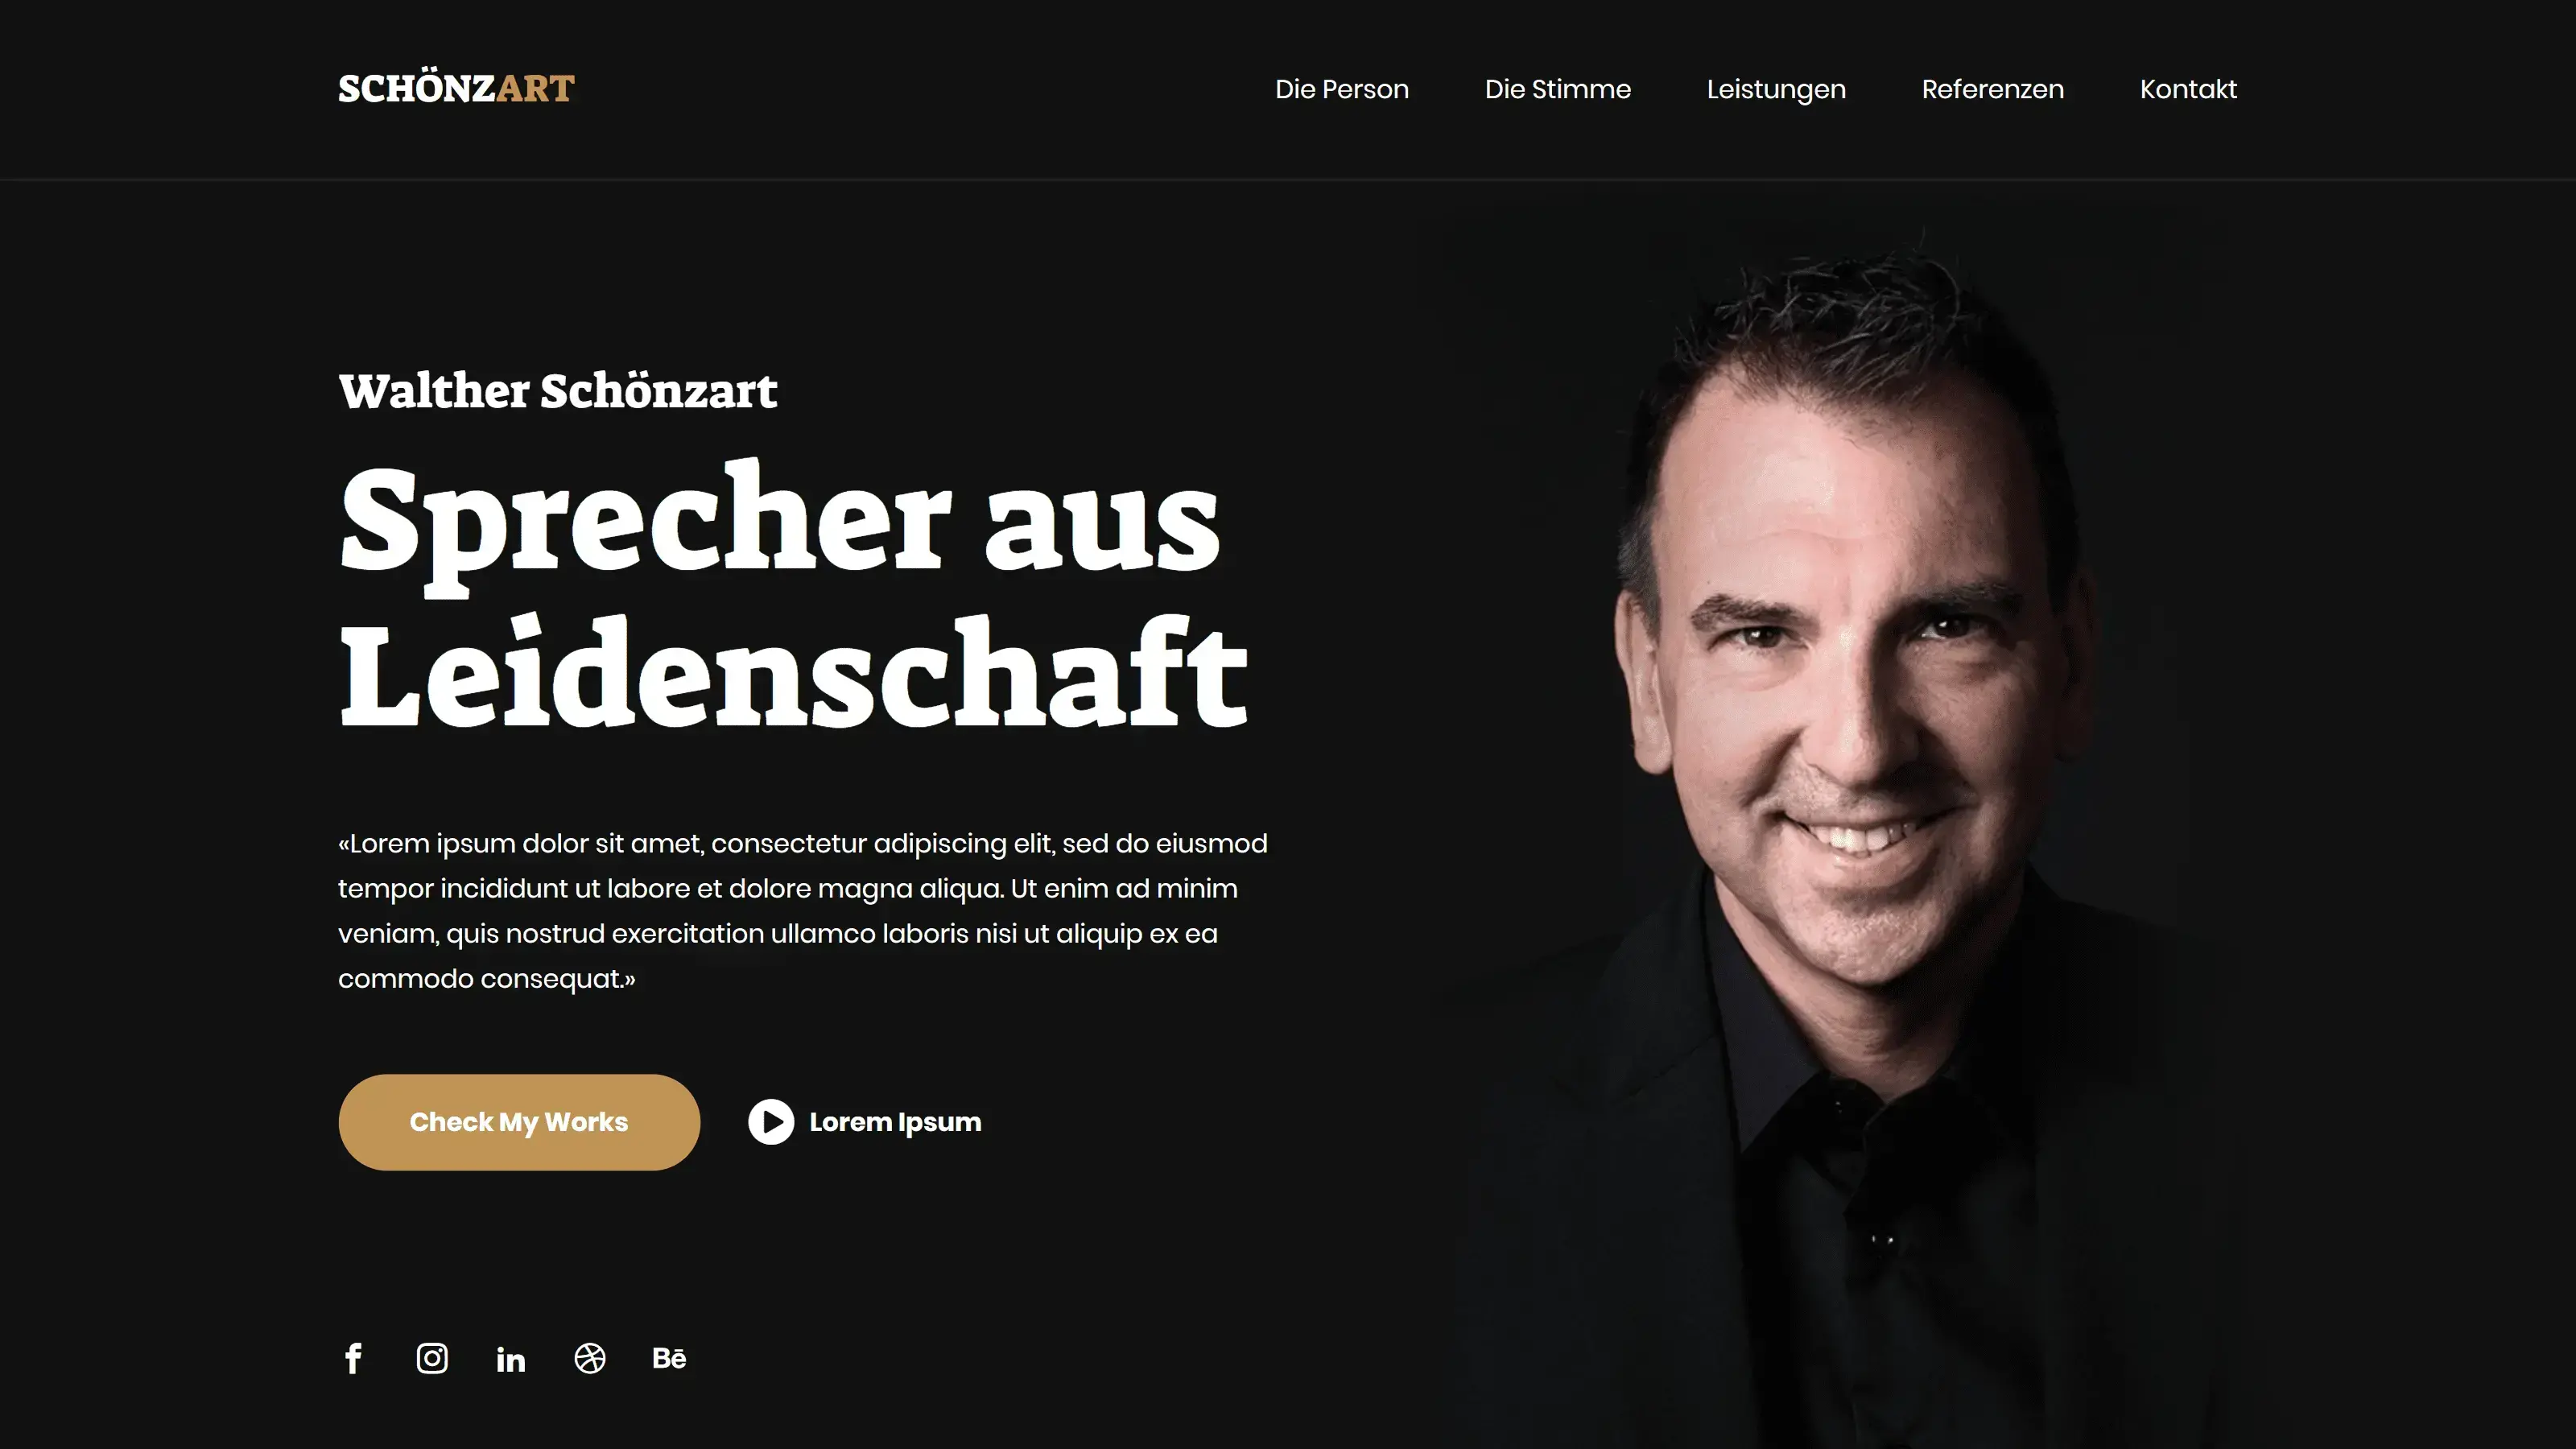 SCHÖNZART
Die Person
Die Stimme
Leistungen
Referenzen
Kontakt
Walther Schönzart
Sprecher aus
Leidenschaft
«Lorem ipsum dolor sit amet, consectetur adipiscing elit, sed do eiusmod
tempor incididunt ut labore et dolore magna aliqua. Ut enim ad minim
veniam, quis nostrud exercitation ullamco laboris nisi ut aliquip ex ea
commodo consequat.»
Check My Works
Lorem Ipsum
f
in
Bē